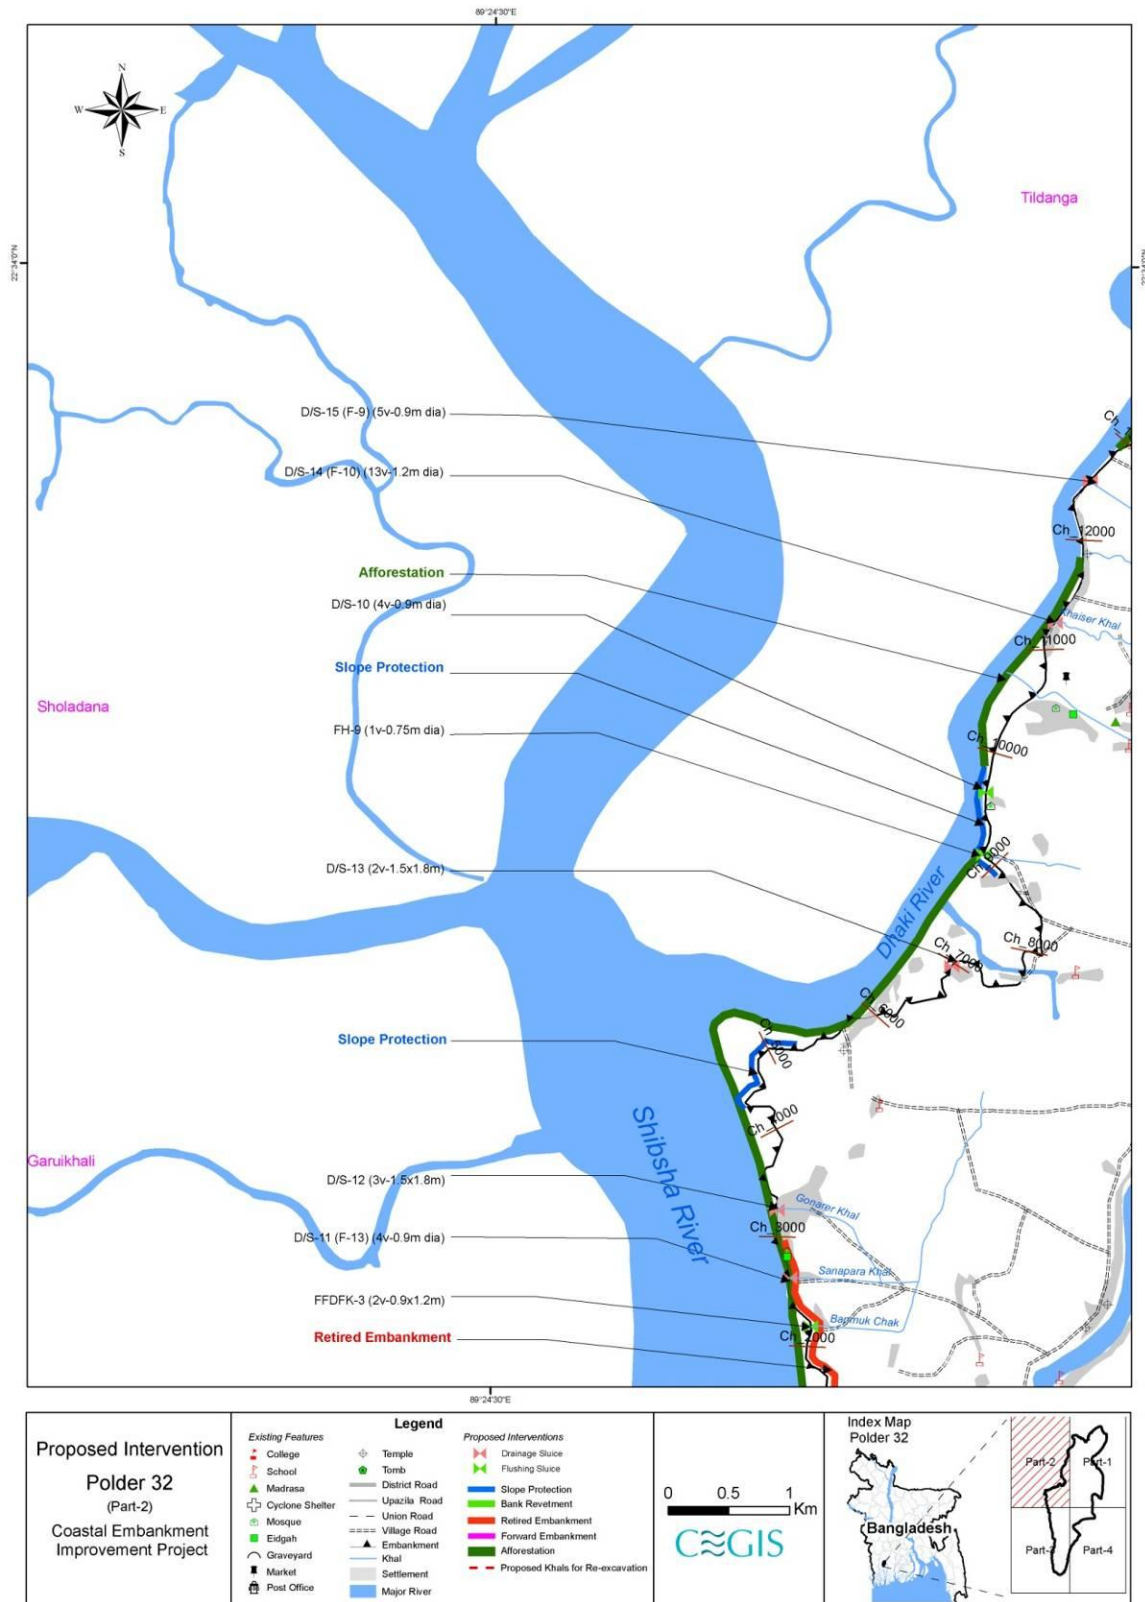 89°24'30"E
N
W
E
S
Tildanga
22°34'0"N
D/S-15 (F-9) (5v-0.9m dia)
D/S-14 (F-10) (13v-1.2m dia)
Ch_12000
Afforestation
D/S-10 (4v-0.9m dia)
Khaiser Khal
Ch_11000
Slope Protection
Sholadana
FH-9 (1v-0.75m dia)
Ch_10000
D/S-13 (2v-1.5x1.8m)
Ch_9000
Dhaki River
Ch_8000
Ch_7000
Ch_6000
Slope Protection
Ch_5000
Ch_4000
Shibsha River
Garuikhali
D/S-12 (3v-1.5x1.8m)
Gonarer Khal
Ch_3000
D/S-11 (F-13) (4v-0.9m dia)
Sanapara Khal
FFDFK-3 (2v-0.9x1.2m)
Banmuk Chak
Retired Embankment
Ch_2000
89°24'30"E
Proposed Intervention
Polder 32
(Part-2)
Coastal Embankment
Improvement Project
Legend
Existing Features
College
School
Madrasa
Cyclone Shelter
Mosque
Eidgah
Graveyard
Market
Post Office
Temple
Tomb
District Road
Upazila Road
Union Road
Village Road
Embankment
Khal
Settlement
Major River
Proposed Interventions
Drainage Sluice
Flushing Sluice
Slope Protection
Bank Revetment
Retired Embankment
Forward Embankment
Afforestation
Proposed Khals for Re-excavation
0 0.5 1
Km
CEGIS
Index Map
Polder 32
Bangladesh
Part-2
Part-1
Part-4